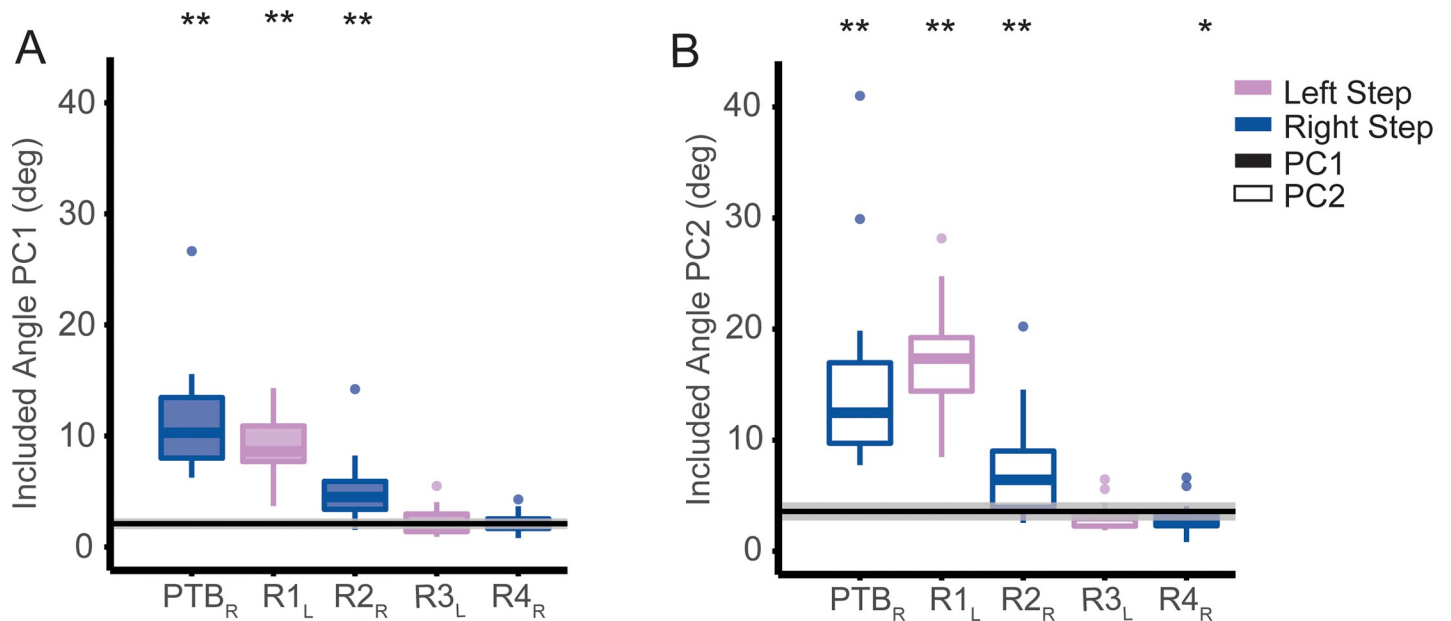 A
** ** **
Included Angle PC1 (deg)
40
30
20
10
0
PTBR R1L R2R R3L R4R
B
** ** ** *
Included Angle PC2 (deg)
40
30
20
10
0
PTBR R1L R2R R3L R4R
Left Step
Right Step
PC1
PC2